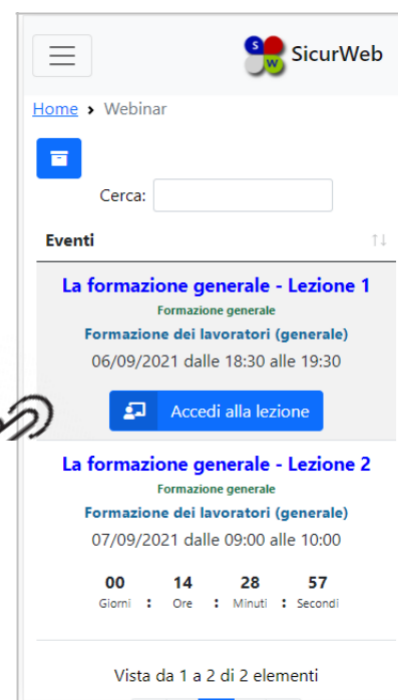 S
W
SicurWeb
Home › Webinar
Cerca:
Eventi
La formazione generale - Lezione 1
Formazione generale
Formazione dei lavoratori (generale)
06/09/2021 dalle 18:30 alle 19:30
Accedi alla lezione
La formazione generale - Lezione 2
Formazione generale
Formazione dei lavoratori (generale)
07/09/2021 dalle 09:00 alle 10:00
00 14 28 57
Giorni : Ore : Minuti : Secondi
Vista da 1 a 2 di 2 elementi